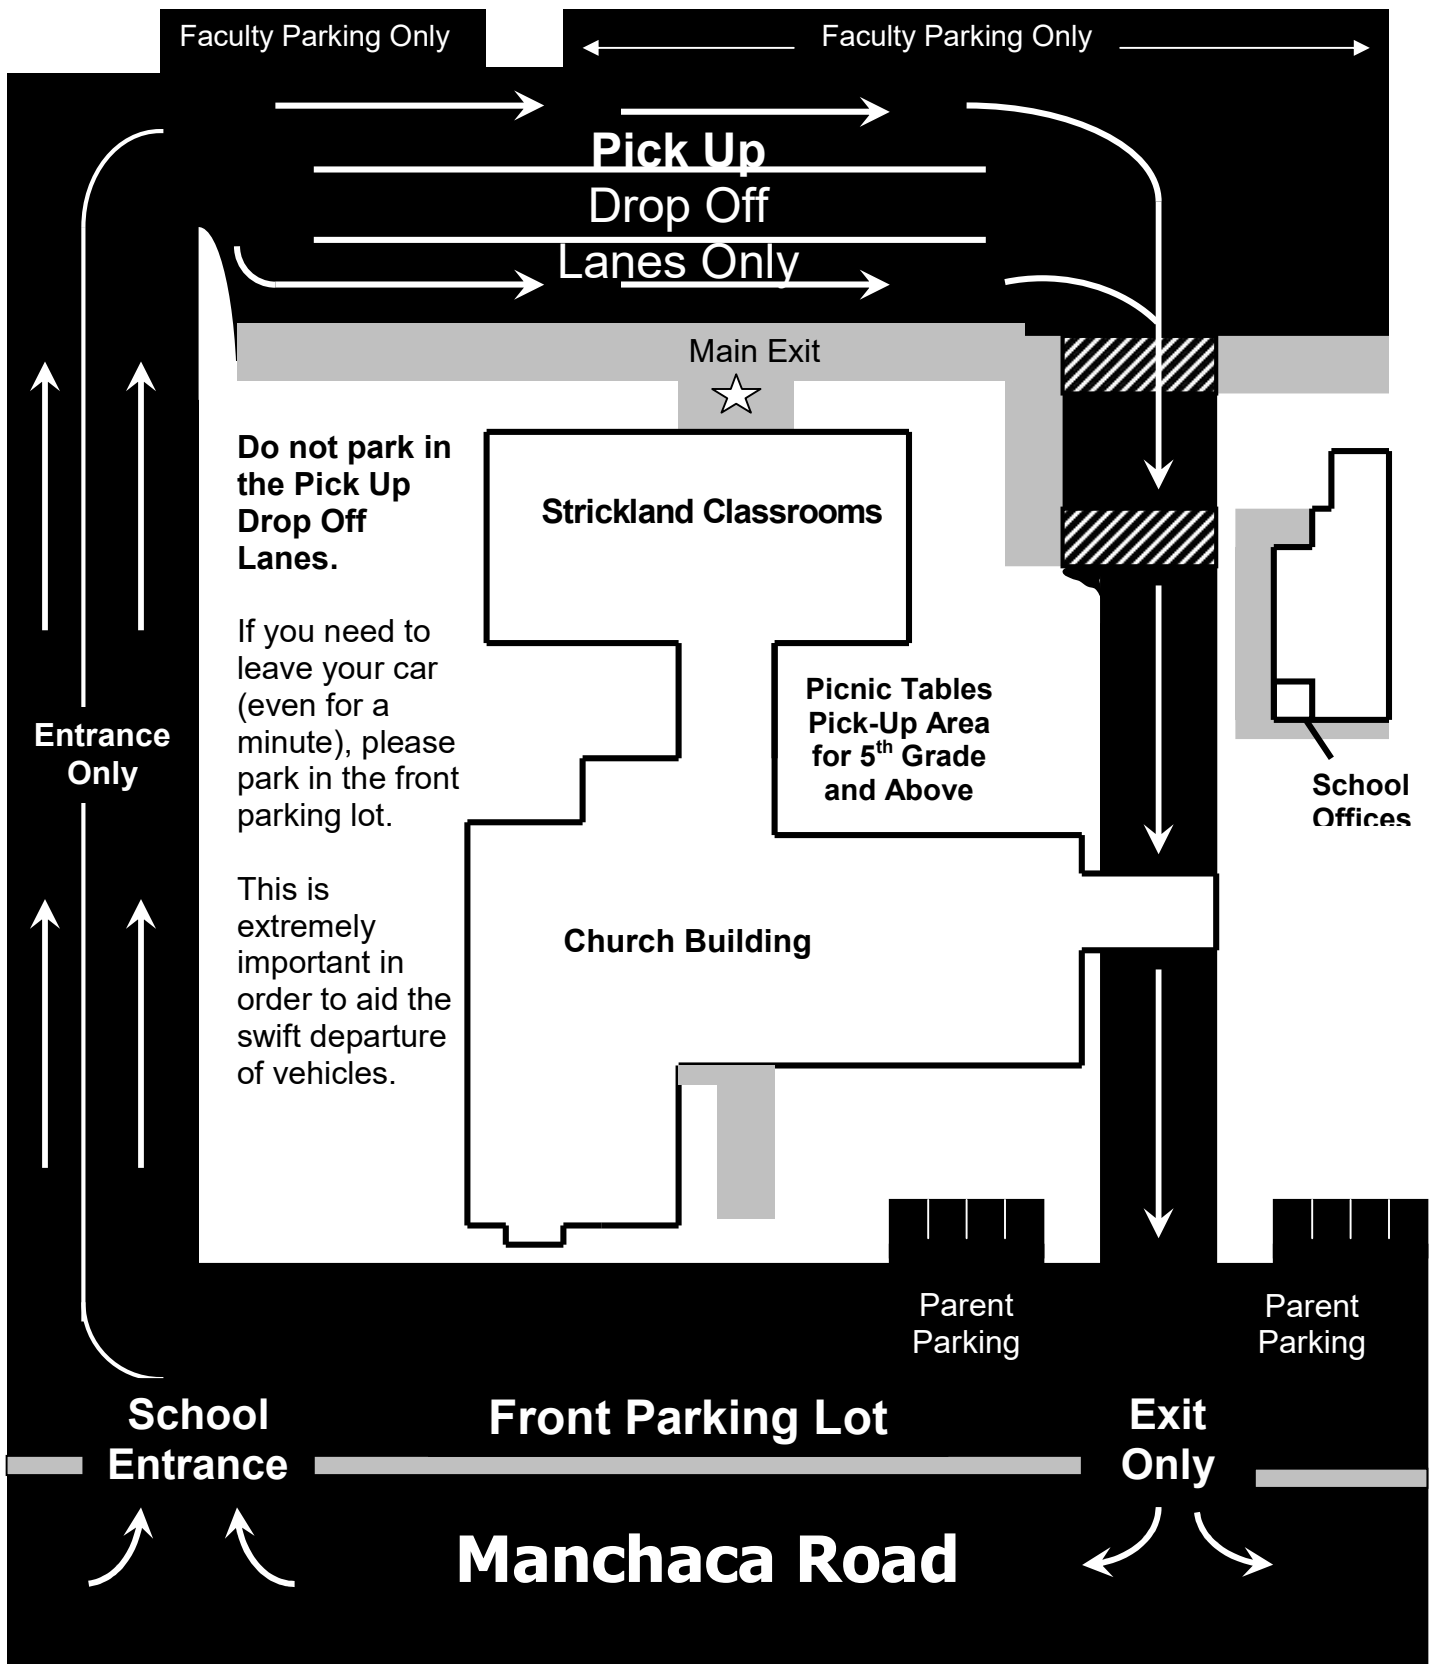 Faculty Parking Only
Faculty Parking Only
Pick Up
Drop Off
Lanes Only
Main Exit
Do not park in
the Pick Up
Drop Off
Lanes.
If you need to
leave your car
(even for a
minute), please
park in the front
parking lot.
This is
extremely
important in
order to aid the
swift departure
of vehicles.
Strickland Classrooms
Picnic Tables
Pick-Up Area
for 5th Grade
and Above
School
Offices
Entrance
Only
Church Building
Parent
Parking
Parent
Parking
School
Entrance
Front Parking Lot
Exit
Only
Manchaca Road